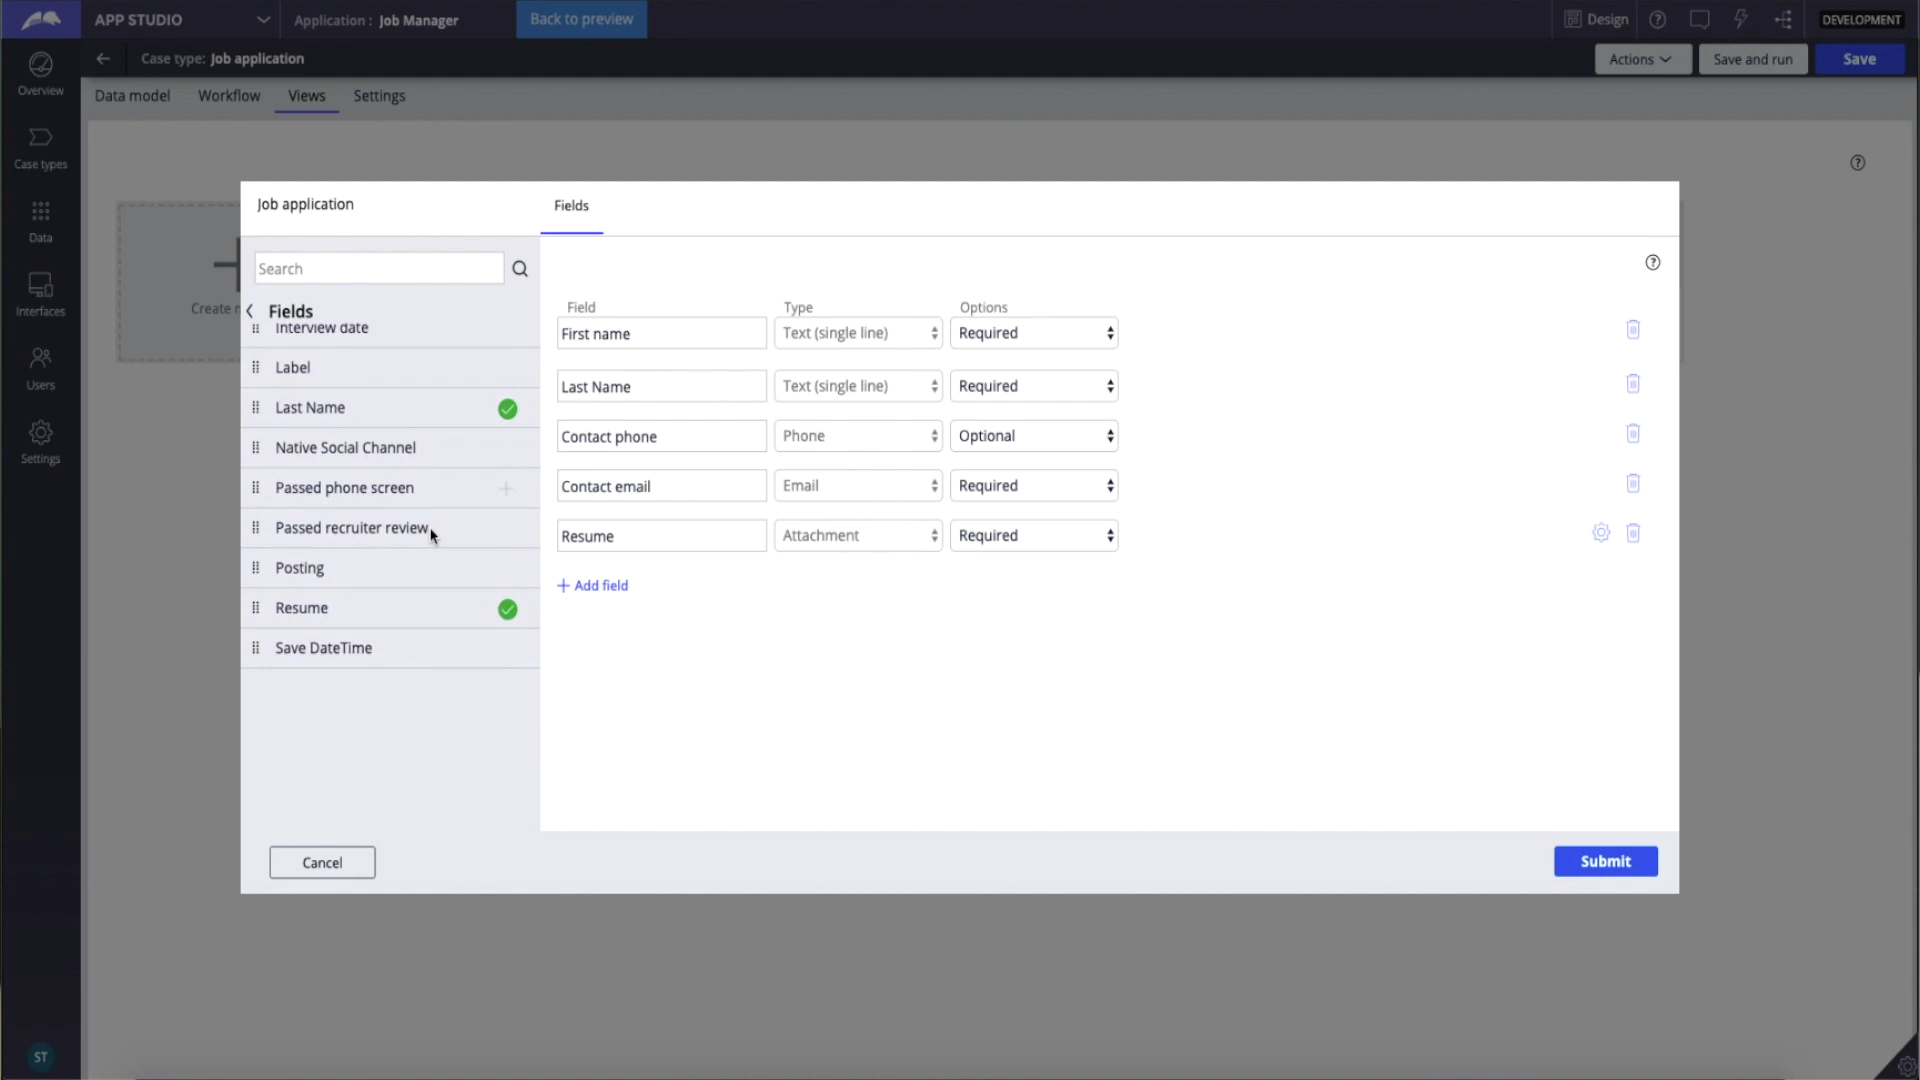 APP STUDIO
Application : Job Manager
Back to preview
Design
DEVELOPMENT
Case type: Job application
Actions
Save and run
Save
Data model
Workflow
Views
Settings
Overview
Case types
Data
Interfaces
Users
Settings
ST
Create
Job application
Fields
Search
Fields
Interview date
Label
Last Name
Native Social Channel
Passed phone screen
Passed recruiter review
Posting
Resume
Save DateTime
Field Type Options
First name Text (single line) Required
Last Name Text (single line) Required
Contact phone Phone Optional
Contact email Email Required
Resume Attachment Required
+ Add field
Cancel
Submit